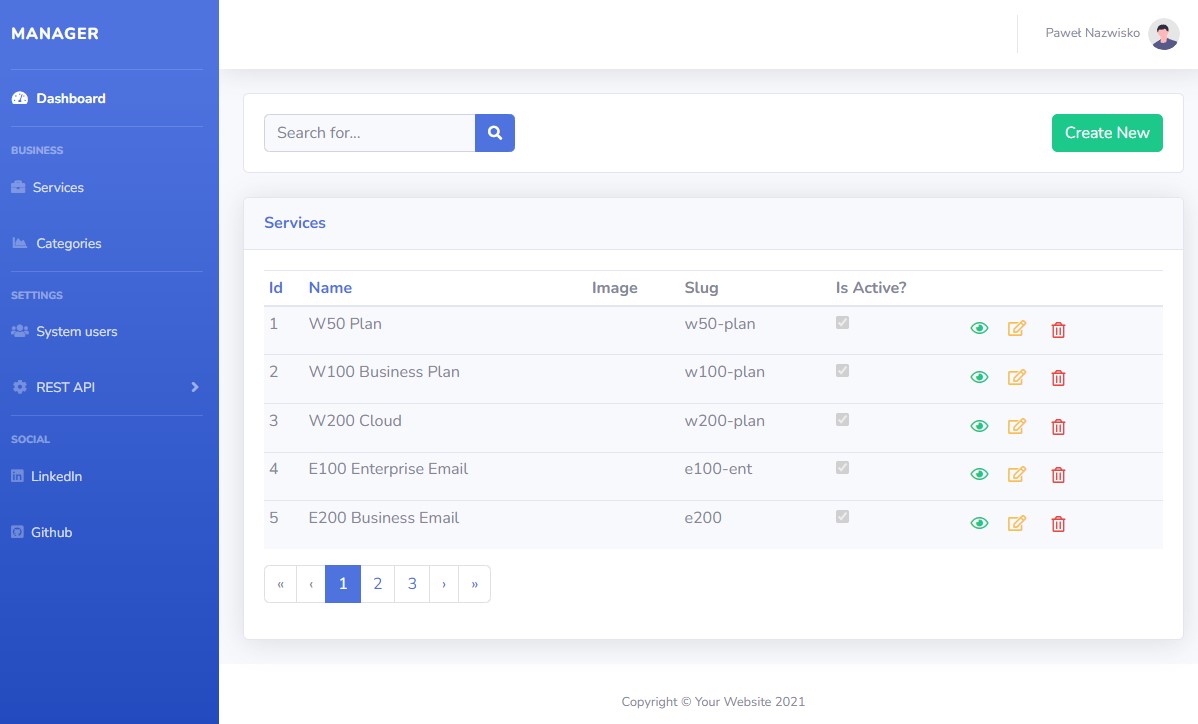 MANAGER
Paweł Nazwisko
Dashboard
BUSINESS
Services
Categories
SETTINGS
System users
REST API
SOCIAL
LinkedIn
Github
Search for...
Create New
Services
Id Name Image Slug Is Active?
1 W50 Plan w50-plan
2 W100 Business Plan w100-plan
3 W200 Cloud w200-plan
4 E100 Enterprise Email e100-ent
5 E200 Business Email e200
« ‹ 1 2 3 › »
Copyright © Your Website 2021